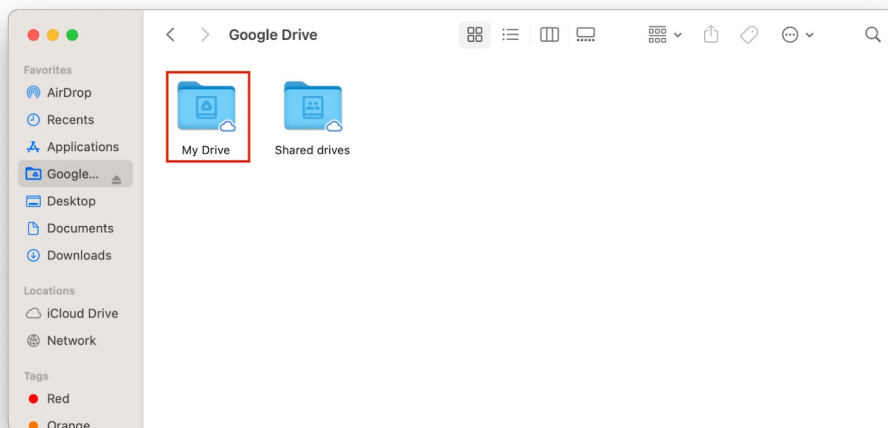 Google Drive
Favorites
AirDrop
Recents
Applications
Google...
Desktop
Documents
Downloads
Locations
iCloud Drive
Network
Tags
Red
Orange
My Drive
Shared drives